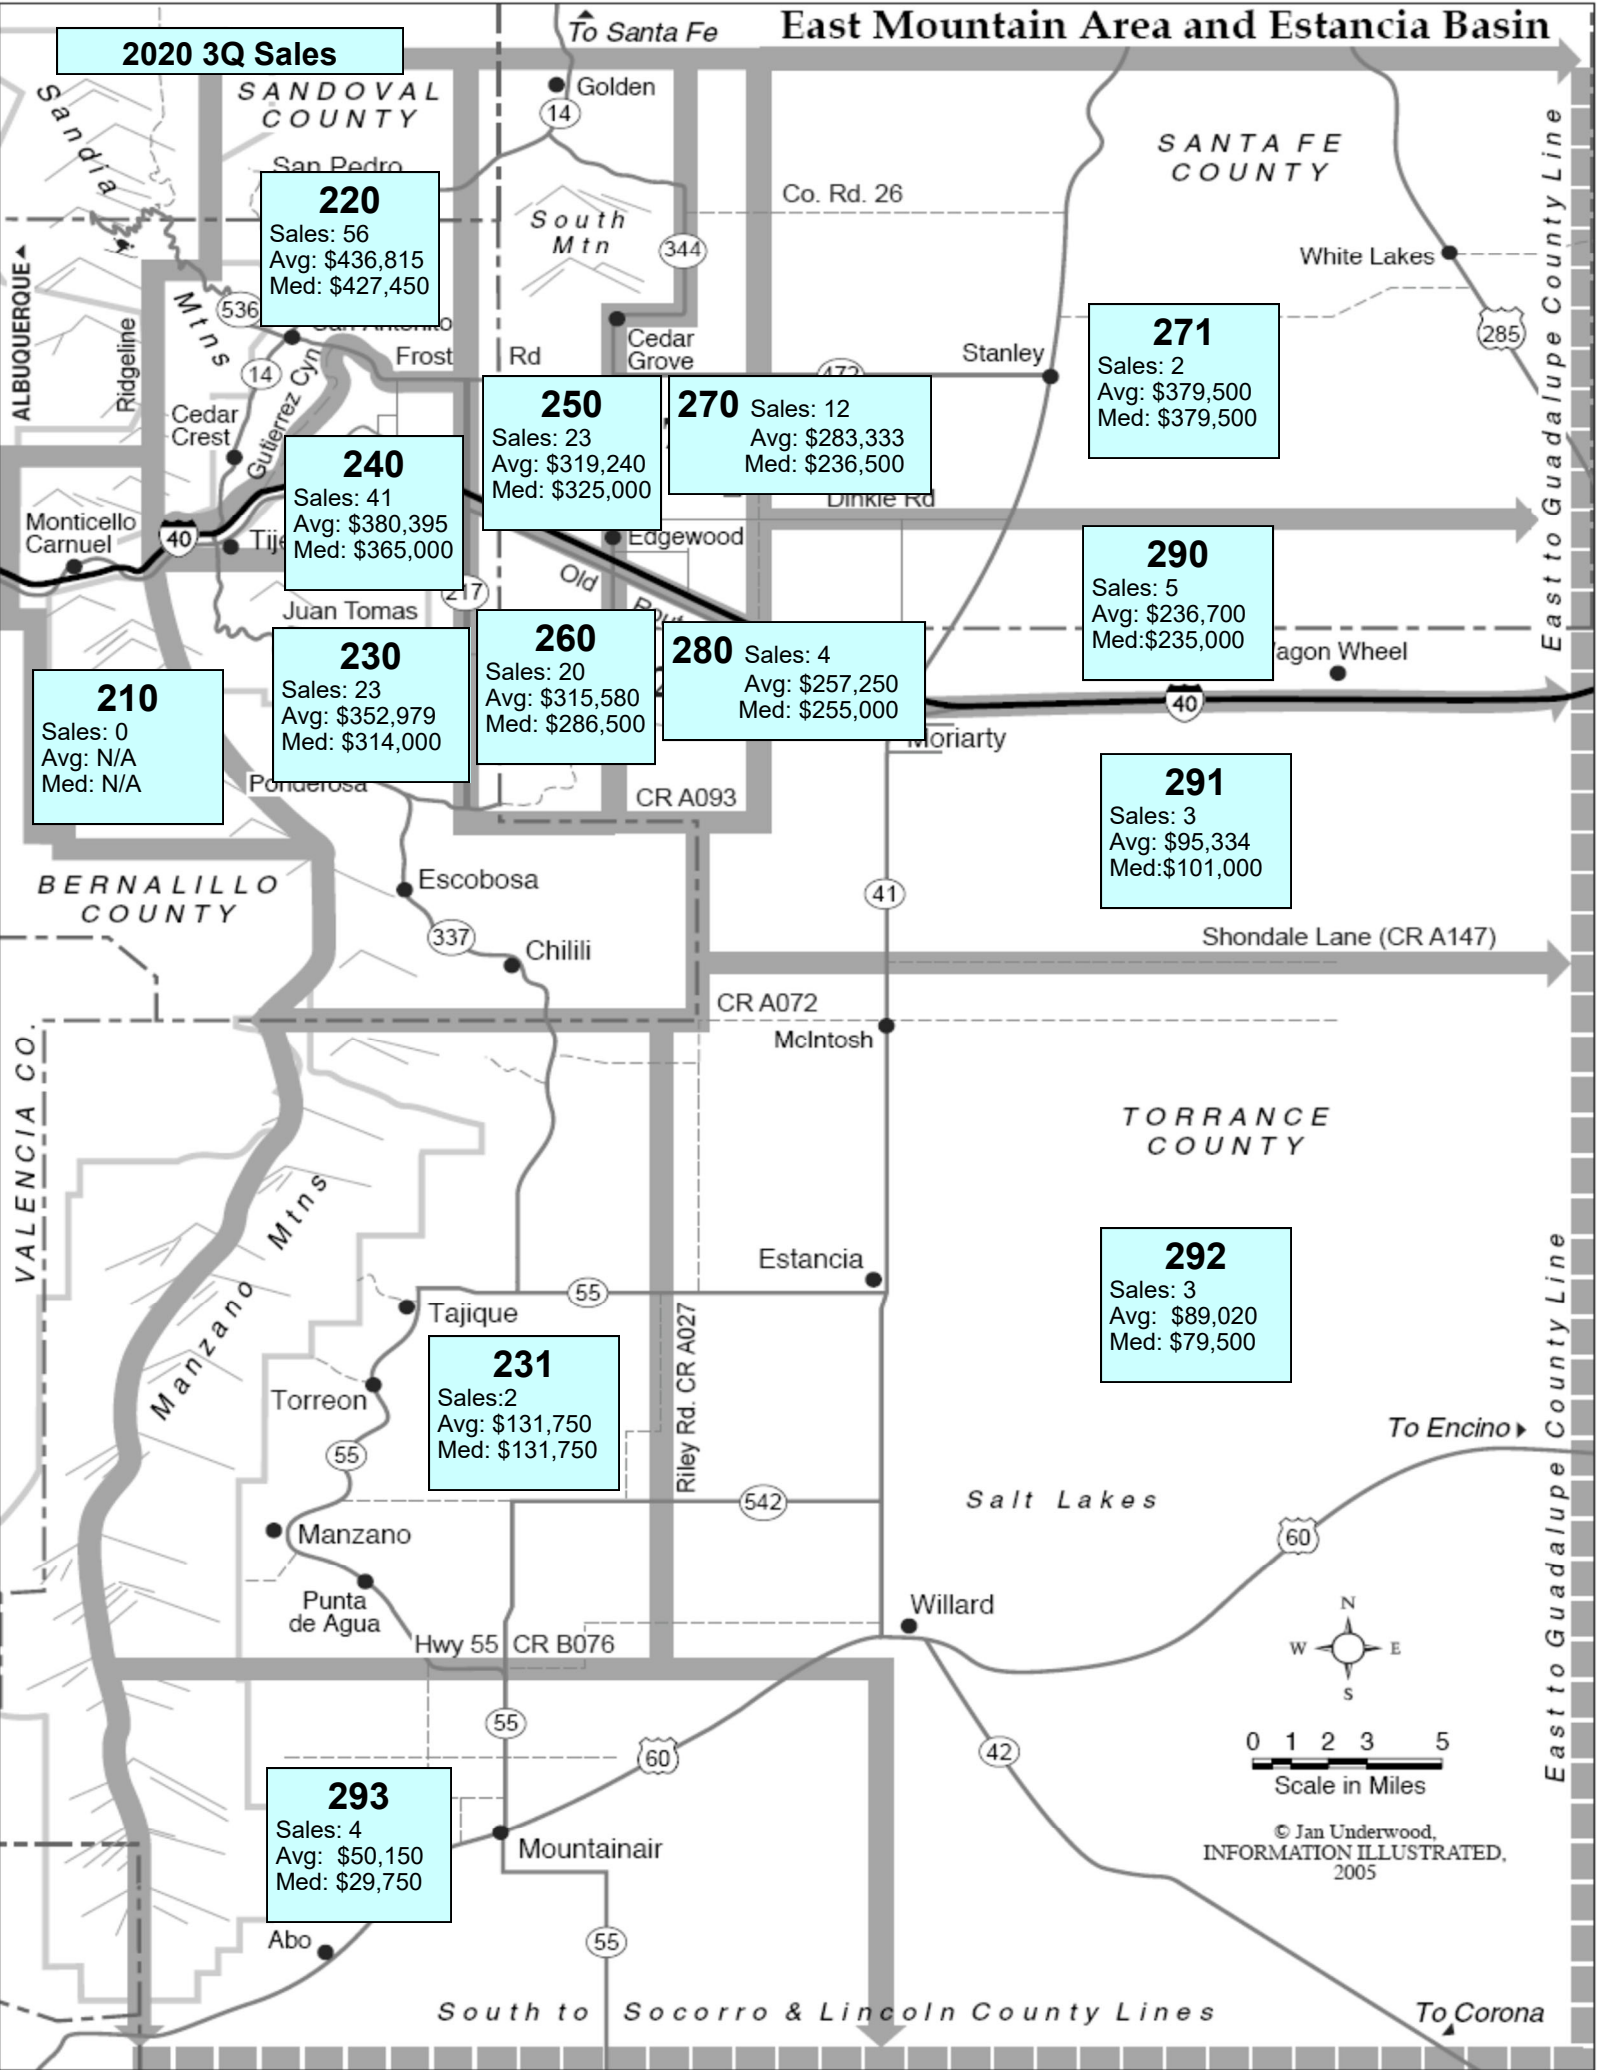 East Mountain Area and Estancia Basin
To Santa Fe
2020 3Q Sales
Golden
SANDOVAL
COUNTY
14
Sandia
Mtns
SANTA FE
COUNTY
San Pedro
220
Sales: 56
Avg: $436,815
Med: $427,450
South
Mtn
Co. Rd. 26
344
White Lakes
285
East to Guadalupe County Line
ALBUQUERQUE
Ridgeline
536
San Antonito
14
Frost
Rd
Cedar
Grove
472
Stanley
271
Sales: 2
Avg: $379,500
Med: $379,500
Cedar
Crest
Gutierrez Cyn
250
Sales: 23
Avg: $319,240
Med: $325,000
270
Sales: 12
Avg: $283,333
Med: $236,500
240
Sales: 41
Avg: $380,395
Med: $365,000
Dinkle Rd
Monticello
Carnuel
40
Tije
Edgewood
Old
290
Sales: 5
Avg: $236,700
Med:$235,000
217
Juan Tomas
260
Sales: 20
Avg: $315,580
Med: $286,500
280
Sales: 4
Avg: $257,250
Med: $255,000
230
Sales: 23
Avg: $352,979
Med: $314,000
agon Wheel
210
Sales: 0
Avg: N/A
Med: N/A
40
Moriarty
Ponderosa
CR A093
291
Sales: 3
Avg: $95,334
Med:$101,000
BERNALILLO
COUNTY
Escobosa
41
337
Chilili
Shondale Lane (CR A147)
CR A072
McIntosh
VALENCIA CO.
TORRANCE
COUNTY
Manzano Mtns
Estancia
292
Sales: 3
Avg: $89,020
Med: $79,500
East to Guadalupe County Line
55
Tajique
Riley Rd. CR A027
231
Sales:2
Avg: $131,750
Med: $131,750
Torreon
55
To Encino
Salt Lakes
542
60
Manzano
Punta
de Agua
Willard
Hwy 55
CR B076
N
W
E
S
55
60
42
0 1 2 3 5
Scale in Miles
293
Sales: 4
Avg: $50,150
Med: $29,750
Mountainair
© Jan Underwood,
INFORMATION ILLUSTRATED,
2005
Abo
55
South to Socorro & Lincoln County Lines
To Corona